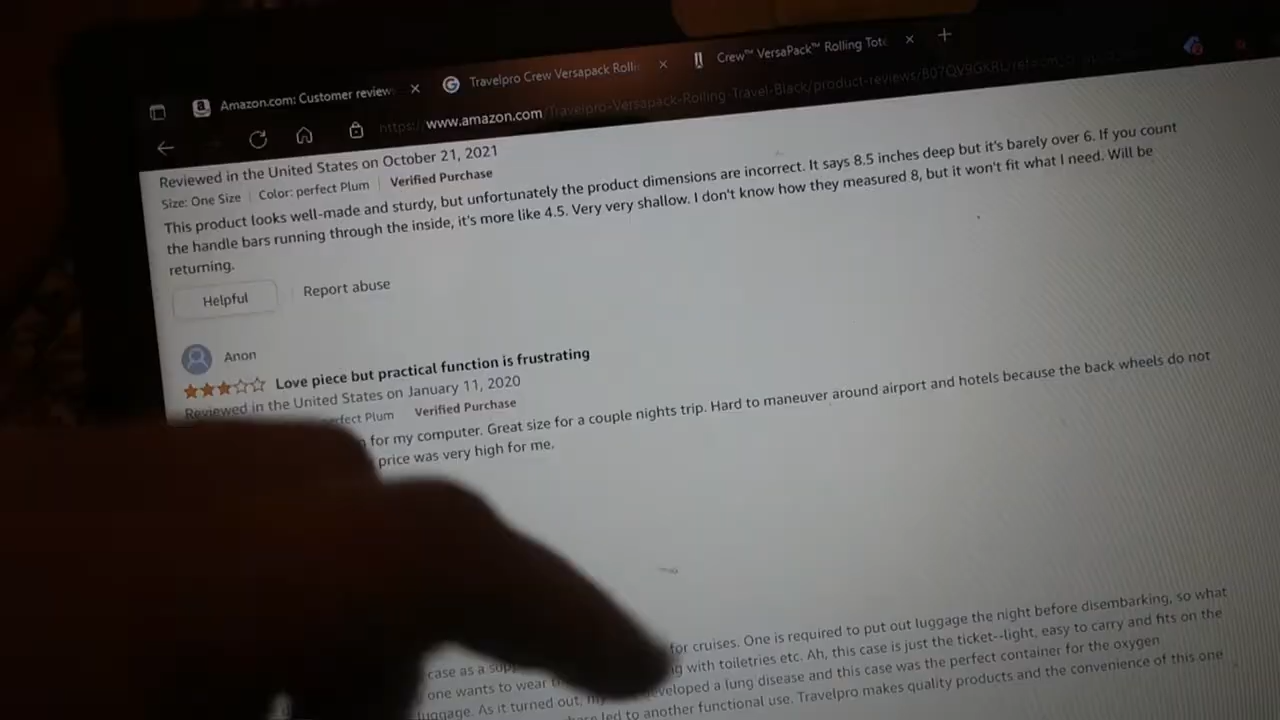 Amazon.com: Customer review
Travelpro Crew Versapack Roll
Crew™ VersaPack™ Rolling Tote
https://www.amazon.com/Travelpro-Versapack-Rolling-Travel-Black/product-reviews/B07QV9GKRL/
Reviewed in the United States on October 21, 2021
Size: One Size | Color: perfect Plum | Verified Purchase
This product looks well-made and sturdy, but unfortunately the product dimensions are incorrect. It says 8.5 inches deep but it's barely over 6. If you count
the handle bars running through the inside, it's more like 4.5. Very very shallow. I don't know how they measured 8, but it won't fit what I need. Will be
returning.
Helpful
Report abuse
Anon
Love piece but practical function is frustrating
Reviewed in the United States on January 11, 2020
rfect Plum Verified Purchase
for my computer. Great size for a couple nights trip. Hard to maneuver around airport and hotels because the back wheels do not
price was very high for me.
for cruises. One is required to put out luggage the night before disembarking, so what
case as a with toiletries etc. Ah, this case is just the ticket--light, easy to carry and fits on the
one wants to wear developed a lung disease and this case was the perfect container for the oxygen
luggage. As it turned out, led to another functional use. Travelpro makes quality products and the convenience of this one